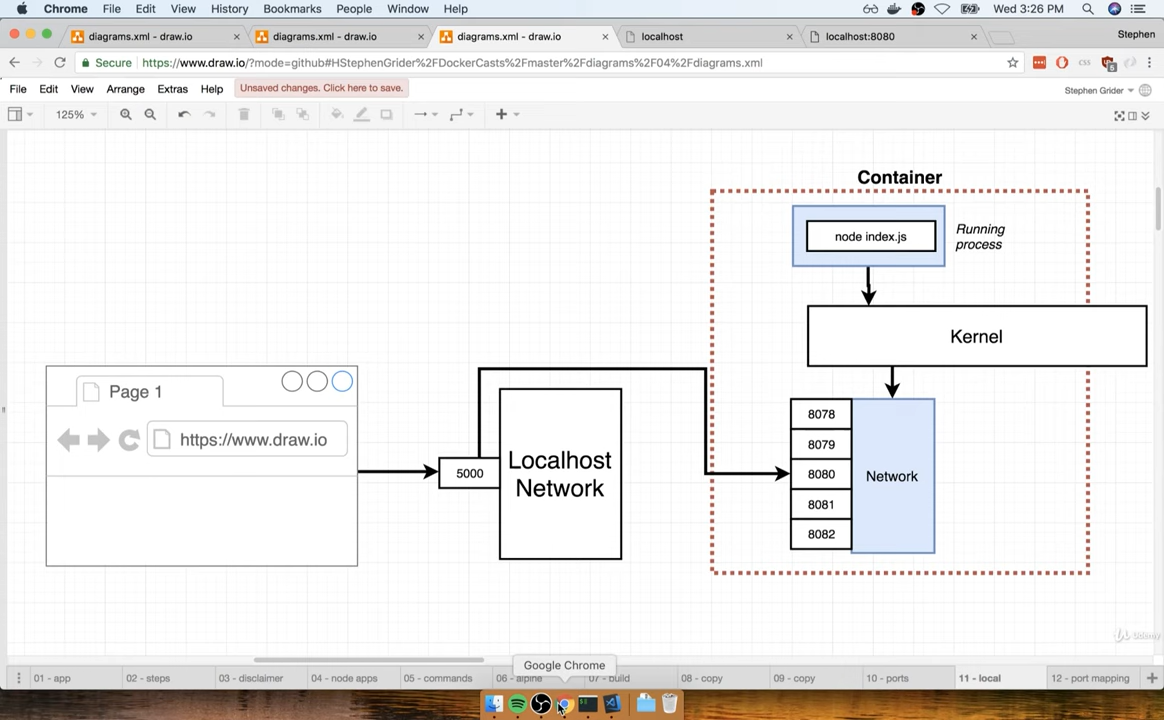 Chrome File Edit View History Bookmarks People Window Help Wed 3:26 PM
diagrams.xml - draw.io diagrams.xml - draw.io diagrams.xml - draw.io localhost localhost:8080 Stephen
Secure https://www.draw.io/?mode=github#HStephenGrider%2FDockerCasts%2Fmaster%2Fdiagrams%2F04%2Fdiagrams.xml
File Edit View Arrange Extras Help Unsaved changes. Click here to save. Stephen Grider
125%
Container
node index.js
Running
process
Kernel
Page 1
https://www.draw.io
5000
Localhost
Network
8078
8079
8080
8081
8082
Network
Udemy
Google Chrome
01 - app 02 - steps 03 - disclaimer 04 - node apps 05 - commands 06 - alpine 07 - build 08 - copy 09 - copy 10 - ports 11 - local 12 - port mapping